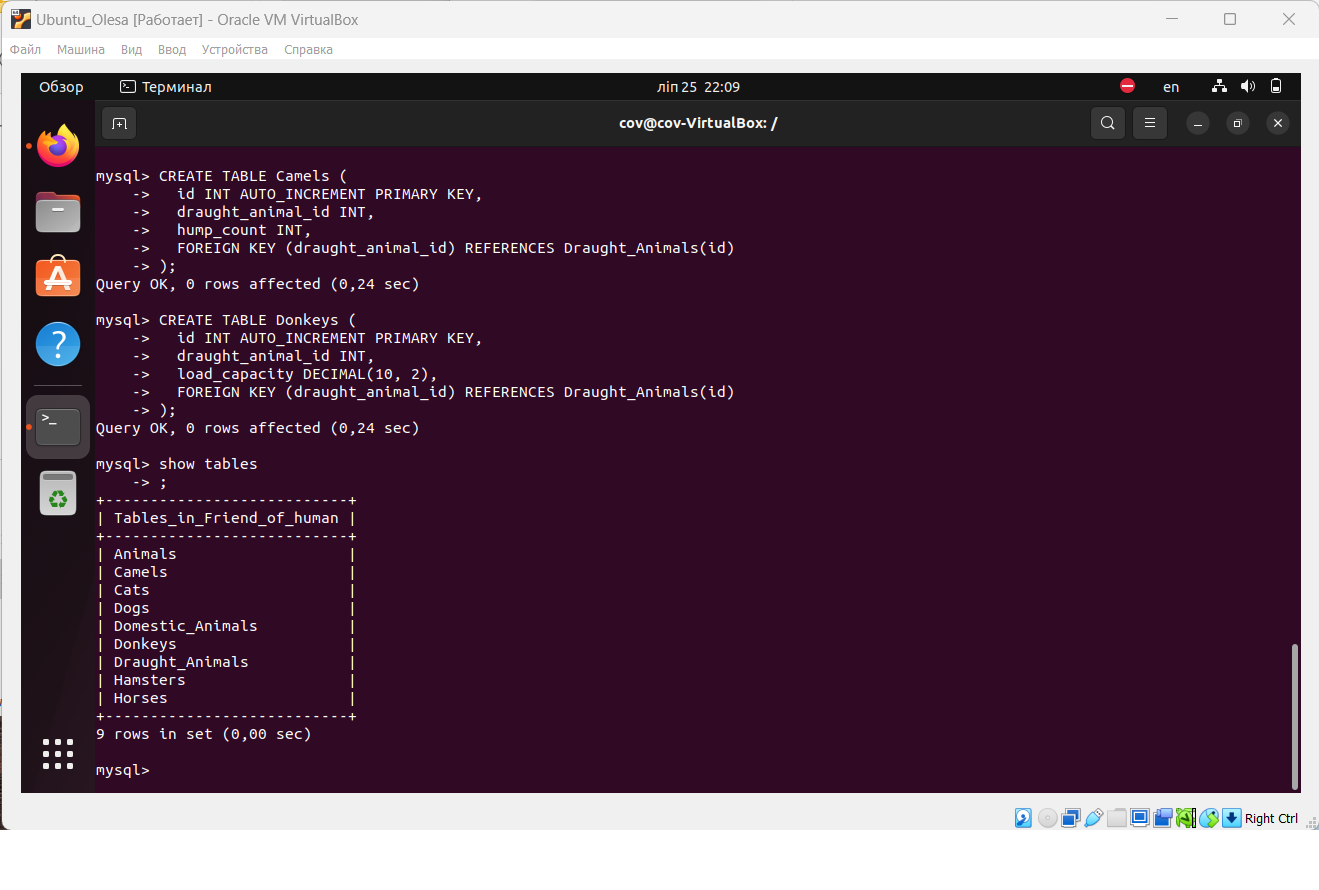 Ubuntu_Olesa [Работает] - Oracle VM VirtualBox
Файл Машина Вид Ввод Устройства Справка
Обзор Терминал ліп 25 22:09 en
cov@cov-VirtualBox: /
mysql> CREATE TABLE Camels (
    ->   id INT AUTO_INCREMENT PRIMARY KEY,
    ->   draught_animal_id INT,
    ->   hump_count INT,
    ->   FOREIGN KEY (draught_animal_id) REFERENCES Draught_Animals(id)
    -> );
Query OK, 0 rows affected (0,24 sec)
mysql> CREATE TABLE Donkeys (
    ->   id INT AUTO_INCREMENT PRIMARY KEY,
    ->   draught_animal_id INT,
    ->   load_capacity DECIMAL(10, 2),
    ->   FOREIGN KEY (draught_animal_id) REFERENCES Draught_Animals(id)
    -> );
Query OK, 0 rows affected (0,24 sec)
mysql> show tables
    -> ;
+---------------------------+
| Tables_in_Friend_of_human |
+---------------------------+
| Animals                   |
| Camels                    |
| Cats                      |
| Dogs                      |
| Domestic_Animals          |
| Donkeys                   |
| Draught_Animals           |
| Hamsters                  |
| Horses                    |
+---------------------------+
9 rows in set (0,00 sec)
mysql>
Right Ctrl